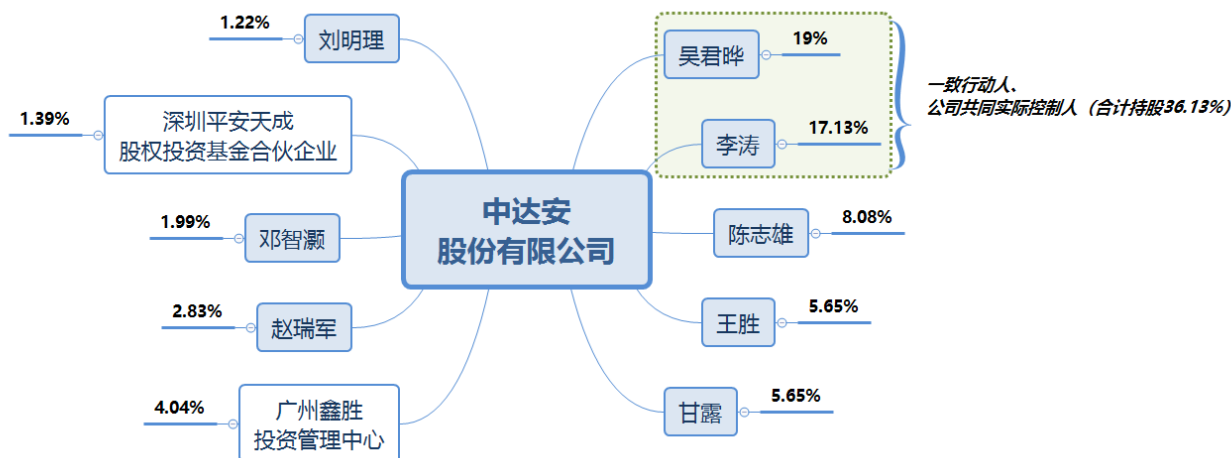 1.22%
刘明理
1.39%
深圳平安天成
股权投资基金合伙企业
1.99%
邓智灏
2.83%
赵瑞军
4.04%
广州鑫胜
投资管理中心
中达安
股份有限公司
吴君晔
19%
李涛
17.13%
一致行动人、
公司共同实际控制人（合计持股36.13%）
陈志雄
8.08%
王胜
5.65%
甘露
5.65%